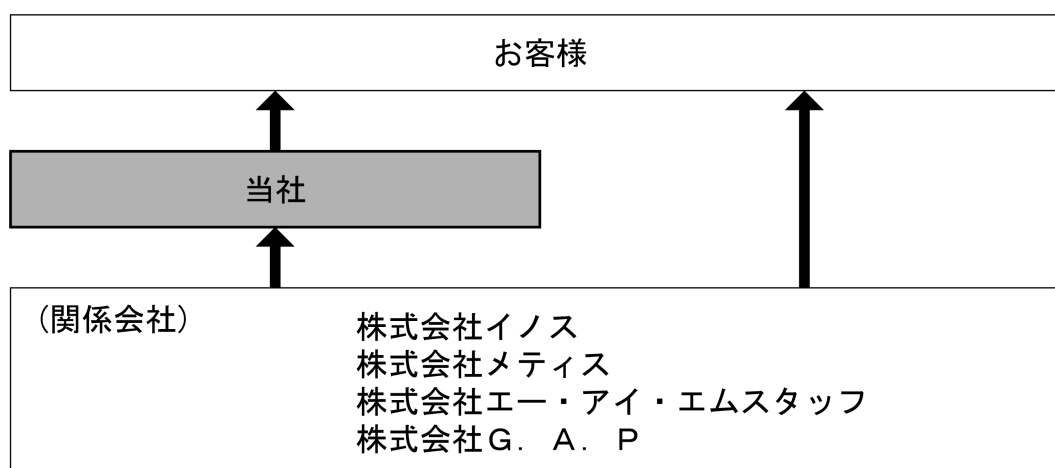 お客様
当社
(関係会社)
株式会社イノス
株式会社メティス
株式会社エー・アイ・エムスタッフ
株式会社Ｇ．Ａ．Ｐ